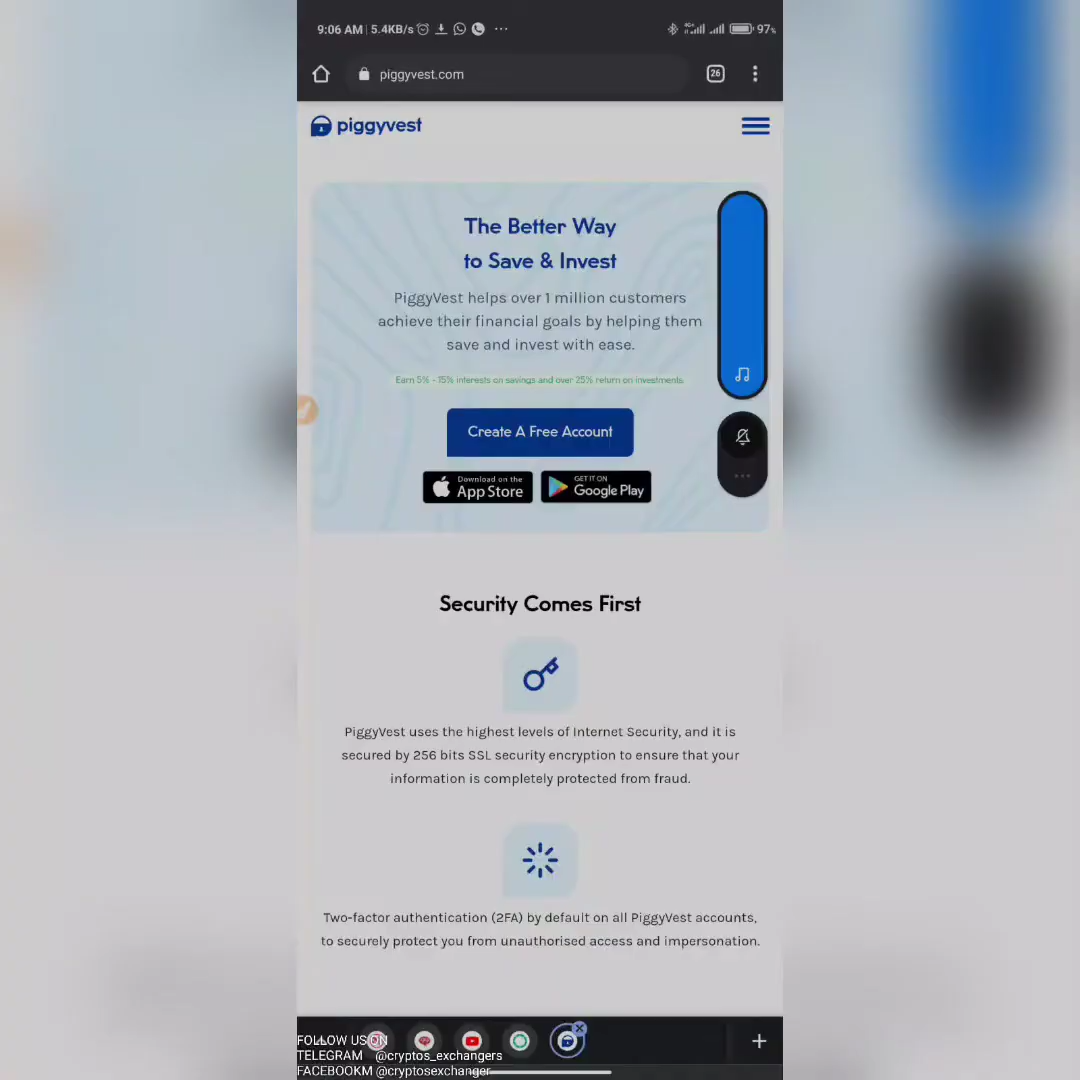 9:06 AM | 5.4KB/s ... 97%
piggyvest.com 26
piggyvest
The Better Way
to Save & Invest
PiggyVest helps over 1 million customers
achieve their financial goals by helping them
save and invest with ease.
Earn 5% - 15% interests on savings and over 25% return on investments.
Create A Free Account
Download on the
App Store
GET IT ON
Google Play
Security Comes First
PiggyVest uses the highest levels of Internet Security, and it is
secured by 256 bits SSL security encryption to ensure that your
information is completely protected from fraud.
Two-factor authentication (2FA) by default on all PiggyVest accounts,
to securely protect you from unauthorised access and impersonation.
FOLLOW US ON
TELEGRAM @cryptos_exchangers
FACEBOOKM @cryptosexchanger